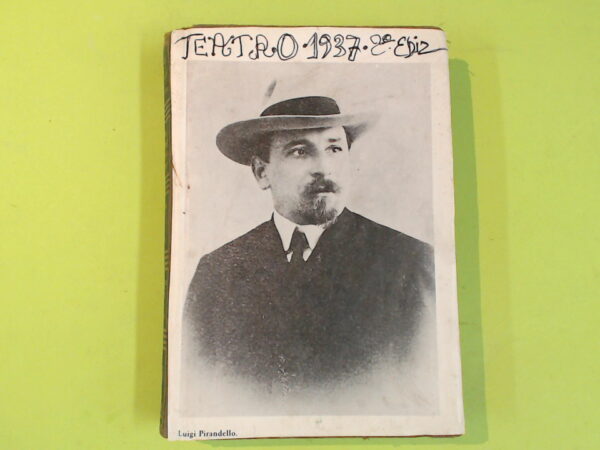 TEATRO • 1937 • 2ª Ediz
Luigi Pirandello.